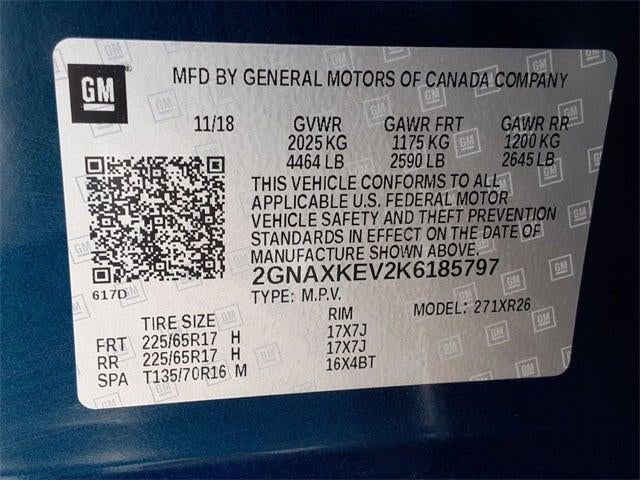 GM
MFD BY GENERAL MOTORS OF CANADA COMPANY
11/18 GVWR GAWR FRT GAWR RR
2025 KG 1175 KG 1200 KG
4464 LB 2590 LB 2645 LB
THIS VEHICLE CONFORMS TO ALL
APPLICABLE U.S. FEDERAL MOTOR
VEHICLE SAFETY AND THEFT PREVENTION
STANDARDS IN EFFECT ON THE DATE OF
MANUFACTURE SHOWN ABOVE.
2GNAXKEV2K6185797
617D TYPE: M.P.V. MODEL: 271XR26
TIRE SIZE RIM
FRT 225/65R17 H 17X7J
RR 225/65R17 H 17X7J
SPA T135/70R16 M 16X4BT